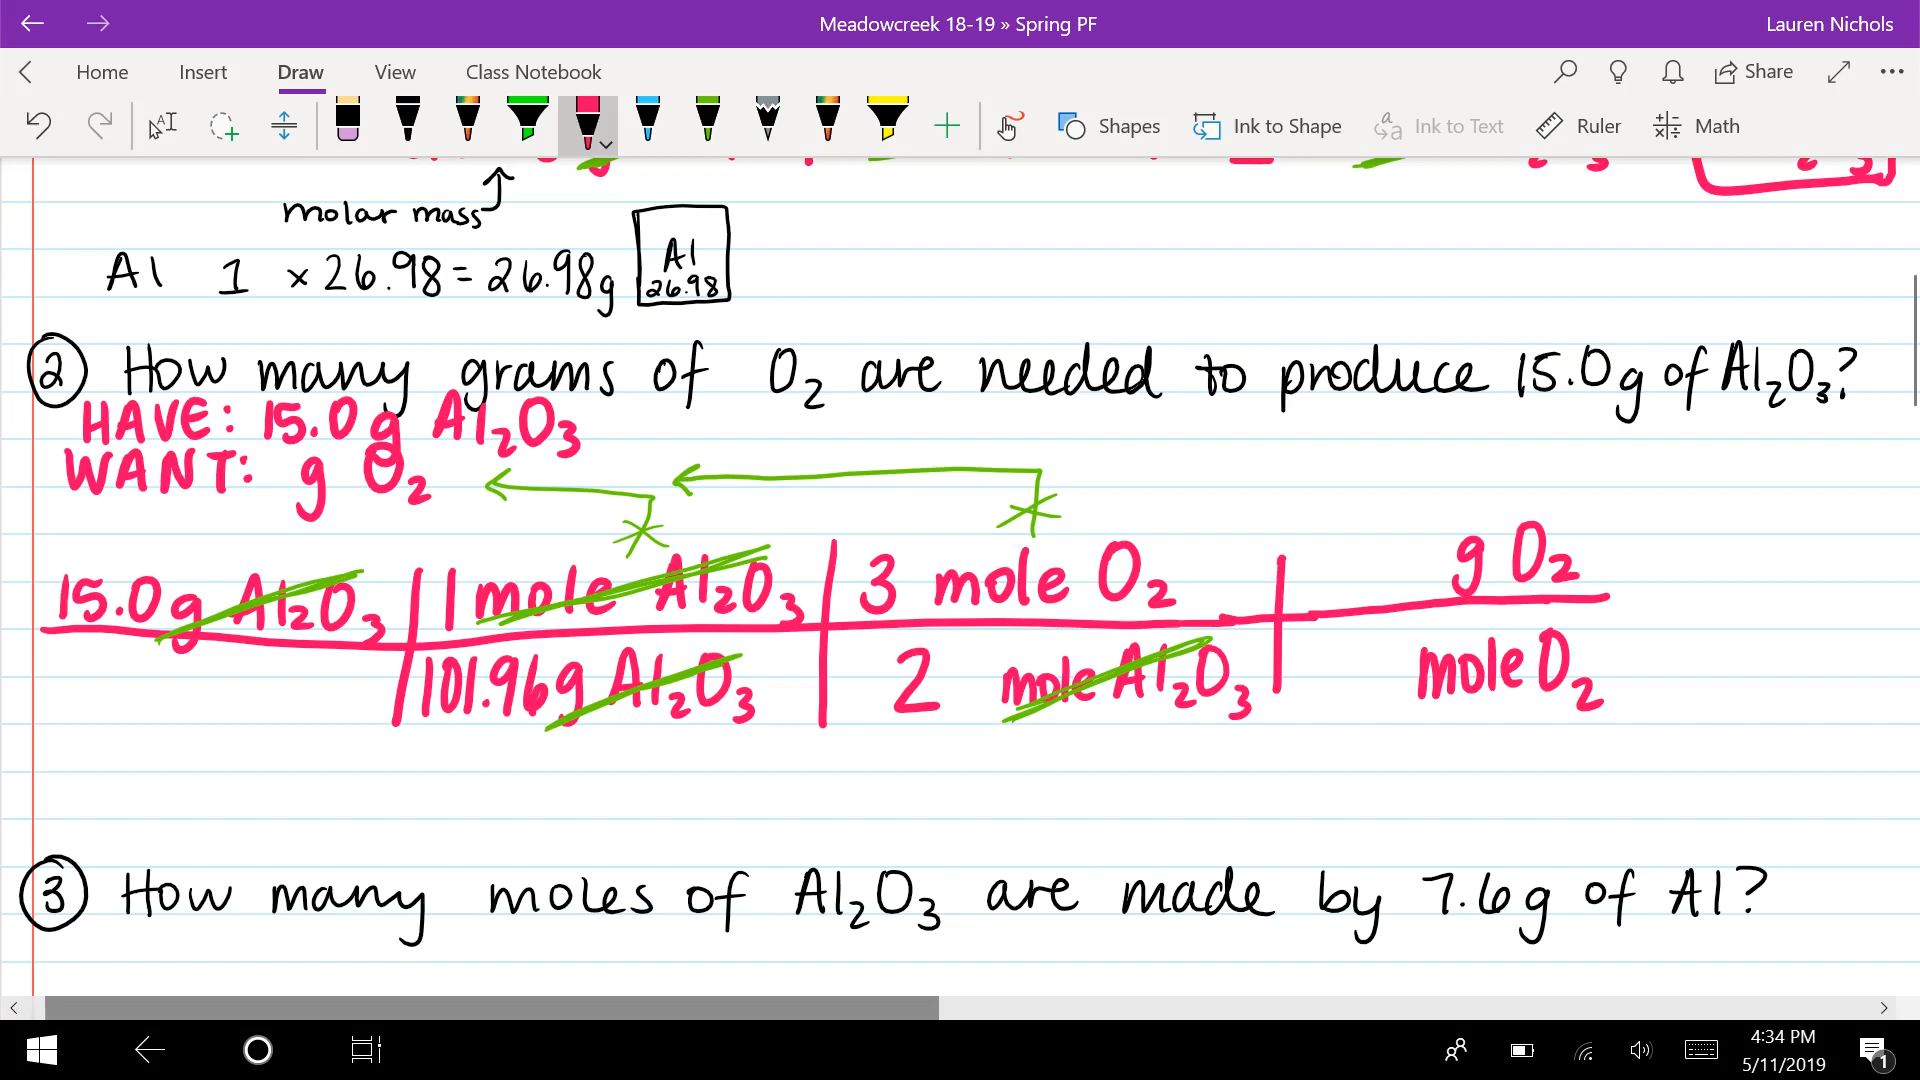 Meadowcreek 18-19 » Spring PF
Lauren Nichols
Home Insert Draw View Class Notebook
Share
Shapes Ink to Shape Ink to Text Ruler Math
molar mass
Al 1 × 26.98 = 26.98g
Al
26.98
② How many grams of O₂ are needed to produce 15.0g of Al₂O₃?
HAVE: 15.0 g Al₂O₃
WANT: g O₂
15.0g Al₂O₃ 1 mole Al₂O₃ 3 mole O₂ g O₂
101.96g Al₂O₃ 2 mole Al₂O₃ mole O₂
③ How many moles of Al₂O₃ are made by 7.6g of Al?
4:34 PM
5/11/2019
1